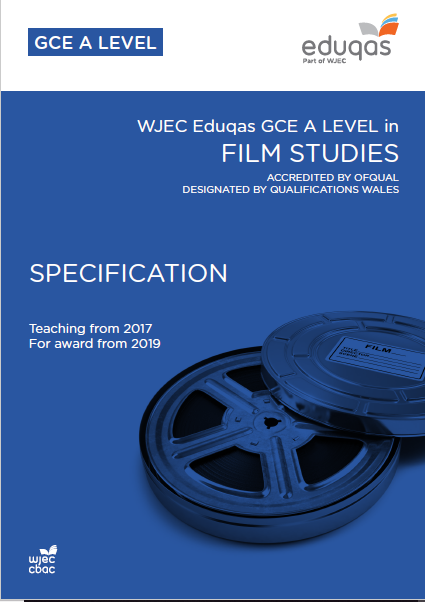 GCE A LEVEL
eduqas
Part of WJEC
WJEC Eduqas GCE A LEVEL in
FILM STUDIES
ACCREDITED BY OFQUAL
DESIGNATED BY QUALIFICATIONS WALES
SPECIFICATION
Teaching from 2017
For award from 2019
FILM
wjec
cbac